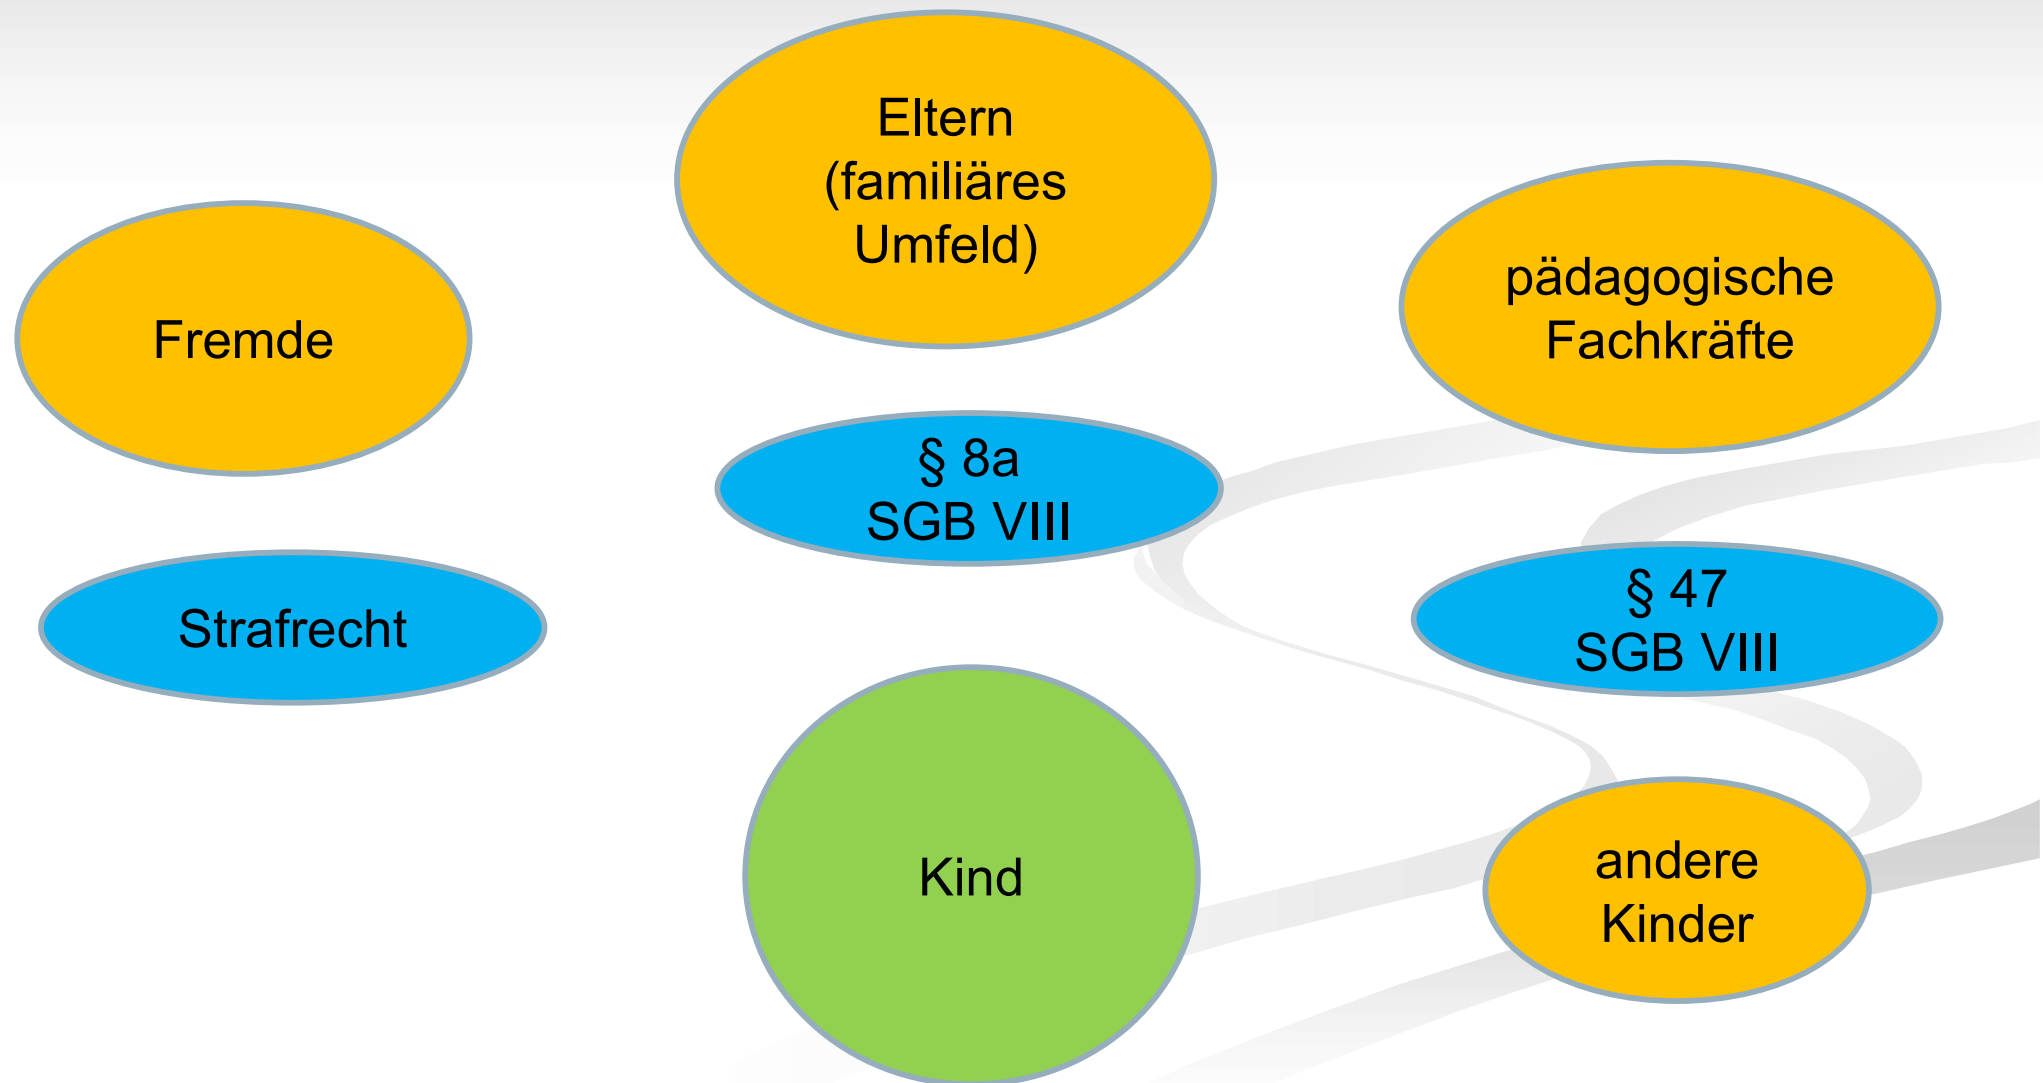 Eltern
(familiäres
Umfeld)
pädagogische
Fachkräfte
Fremde
§ 8a
SGB VIII
§ 47
SGB VIII
Strafrecht
Kind
andere
Kinder